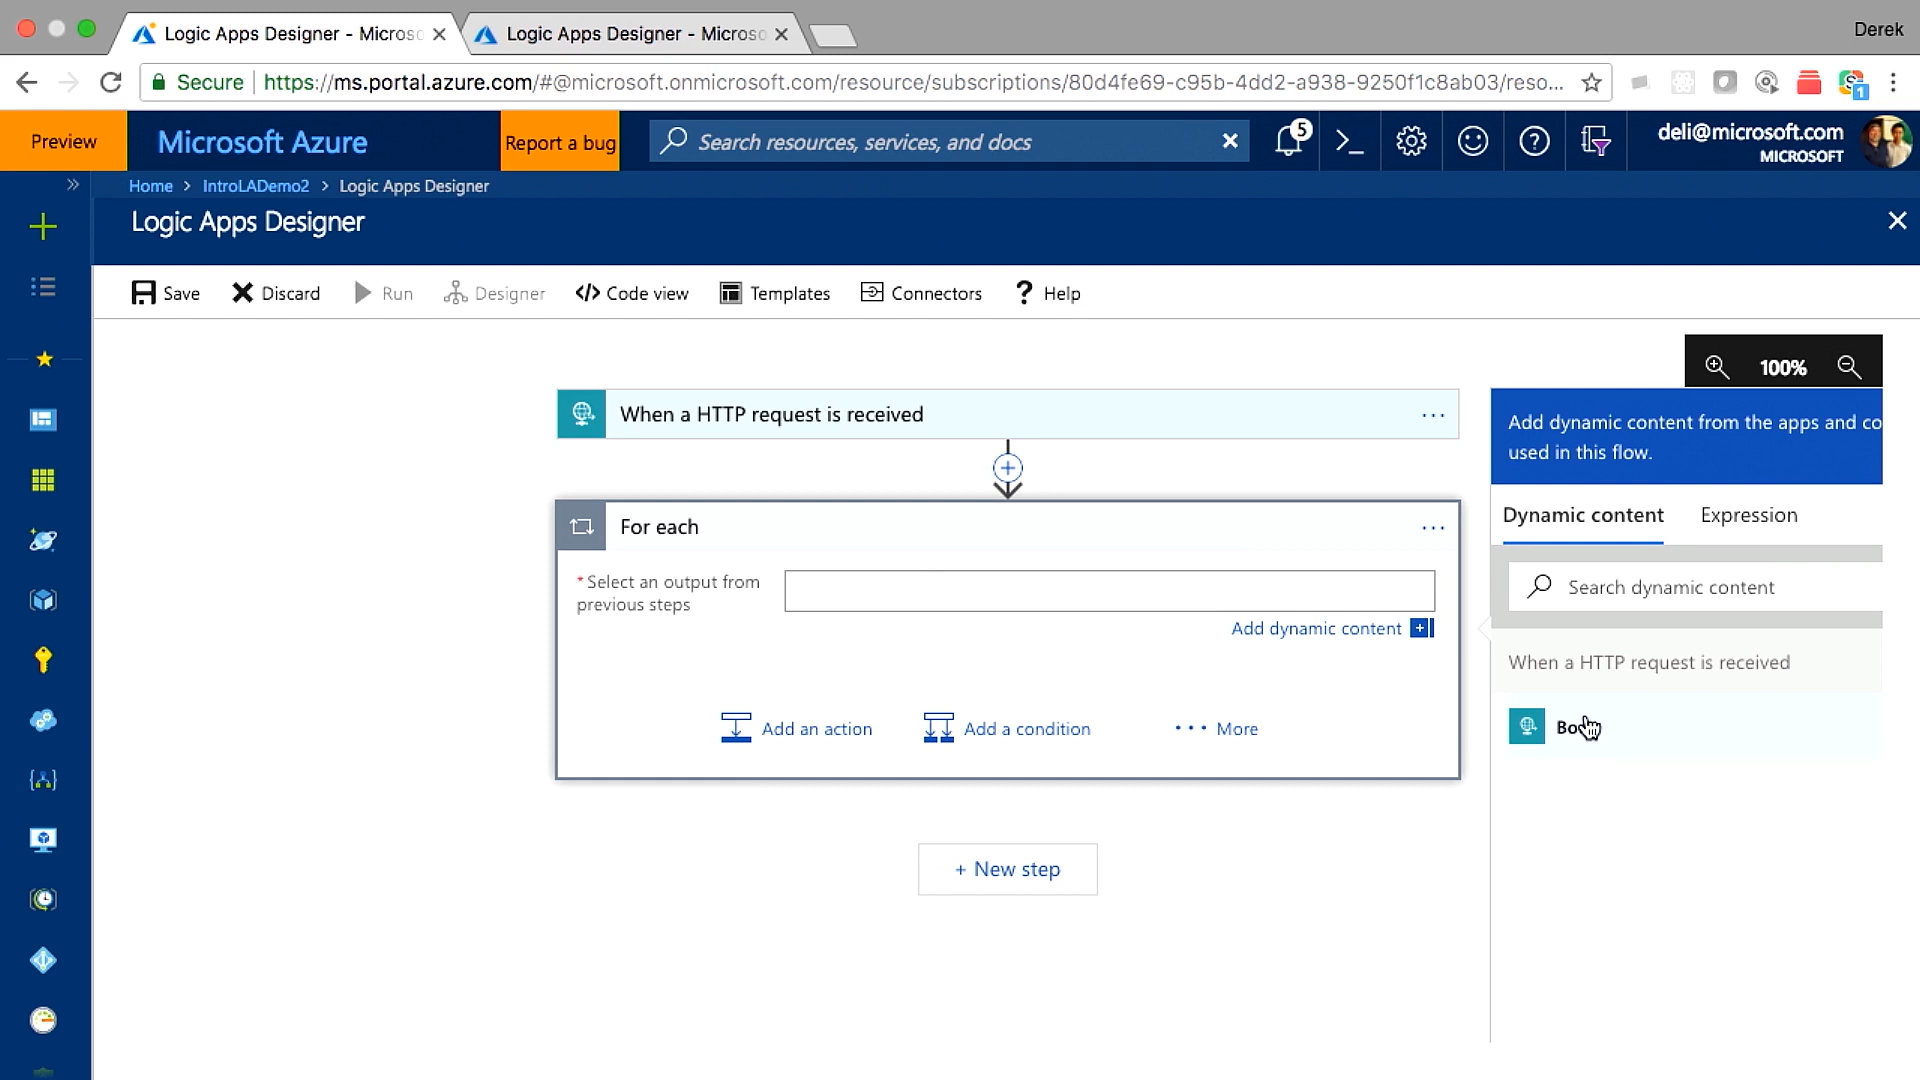 Logic Apps Designer - Microso
Logic Apps Designer - Microso
Derek
Secure
https://ms.portal.azure.com/#@microsoft.onmicrosoft.com/resource/subscriptions/80d4fe69-c95b-4dd2-a938-9250f1c8ab03/reso...
1
Preview
Microsoft Azure
Report a bug
Search resources, services, and docs
5
deli@microsoft.com
MICROSOFT
Home > IntroLADemo2 > Logic Apps Designer
Logic Apps Designer
Save
Discard
Run
Designer
Code view
Templates
Connectors
Help
100%
When a HTTP request is received
Add dynamic content from the apps and co
used in this flow.
For each
Dynamic content
Expression
* Select an output from
previous steps
Search dynamic content
Add dynamic content
When a HTTP request is received
Add an action
Add a condition
More
+ New step